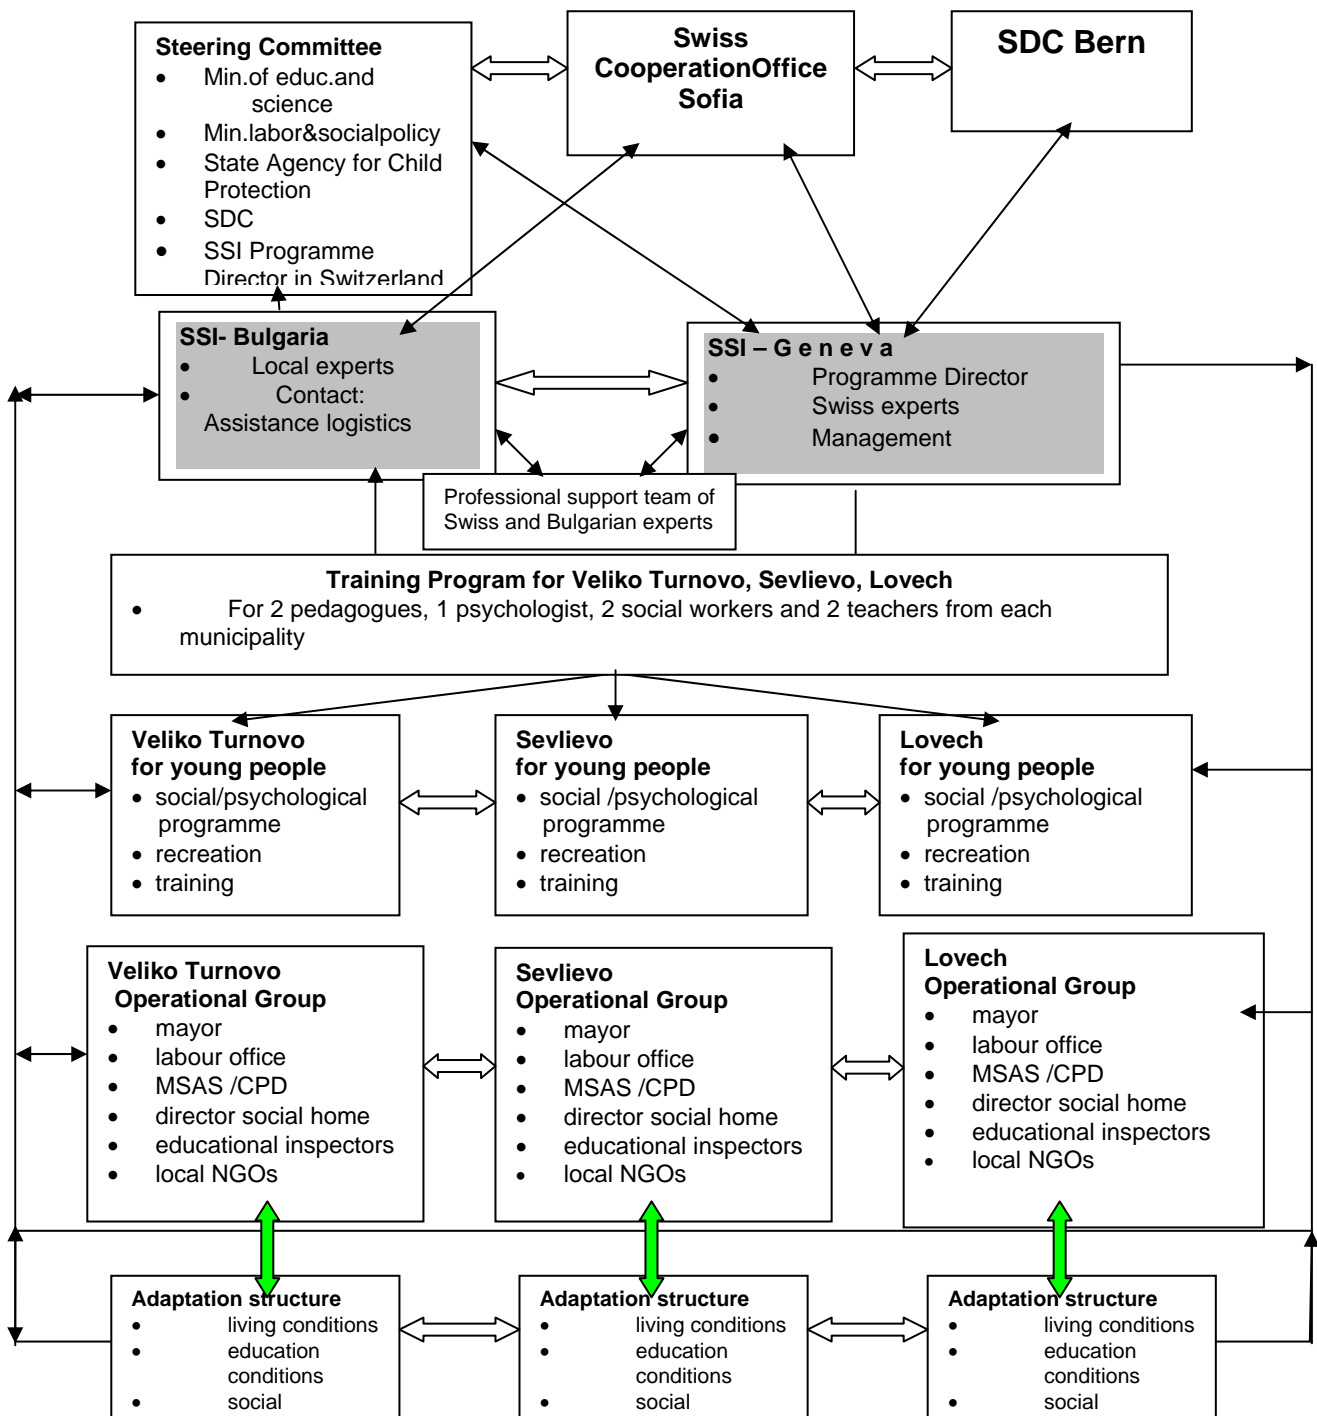 Steering Committee
• Min.of educ.and
science
• Min.labor&socialpolicy
• State Agency for Child
Protection
• SDC
• SSI Programme
Director in Switzerland
Swiss
CooperationOffice
Sofia
SDC Bern
SSI- Bulgaria
• Local experts
• Contact:
Assistance logistics
SSI – G e n e v a
• Programme Director
• Swiss experts
• Management
Professional support team of
Swiss and Bulgarian experts
Training Program for Veliko Turnovo, Sevlievo, Lovech
• For 2 pedagogues, 1 psychologist, 2 social workers and 2 teachers from each
municipality
Veliko Turnovo
for young people
• social/psychological
programme
• recreation
• training
Sevlievo
for young people
• social /psychological
programme
• recreation
• training
Lovech
for young people
• social /psychological
programme
• recreation
• training
Veliko Turnovo
Operational Group
• mayor
• labour office
• MSAS /CPD
• director social home
• educational inspectors
• local NGOs
Sevlievo
Operational Group
• mayor
• labour office
• MSAS /CPD
• director social home
• educational inspectors
• local NGOs
Lovech
Operational Group
• mayor
• labour office
• MSAS /CPD
• director social home
• educational inspectors
• local NGOs
Adaptation structure
• living conditions
• education
conditions
• social
Adaptation structure
• living conditions
• education
conditions
• social
Adaptation structure
• living conditions
• education
conditions
• social